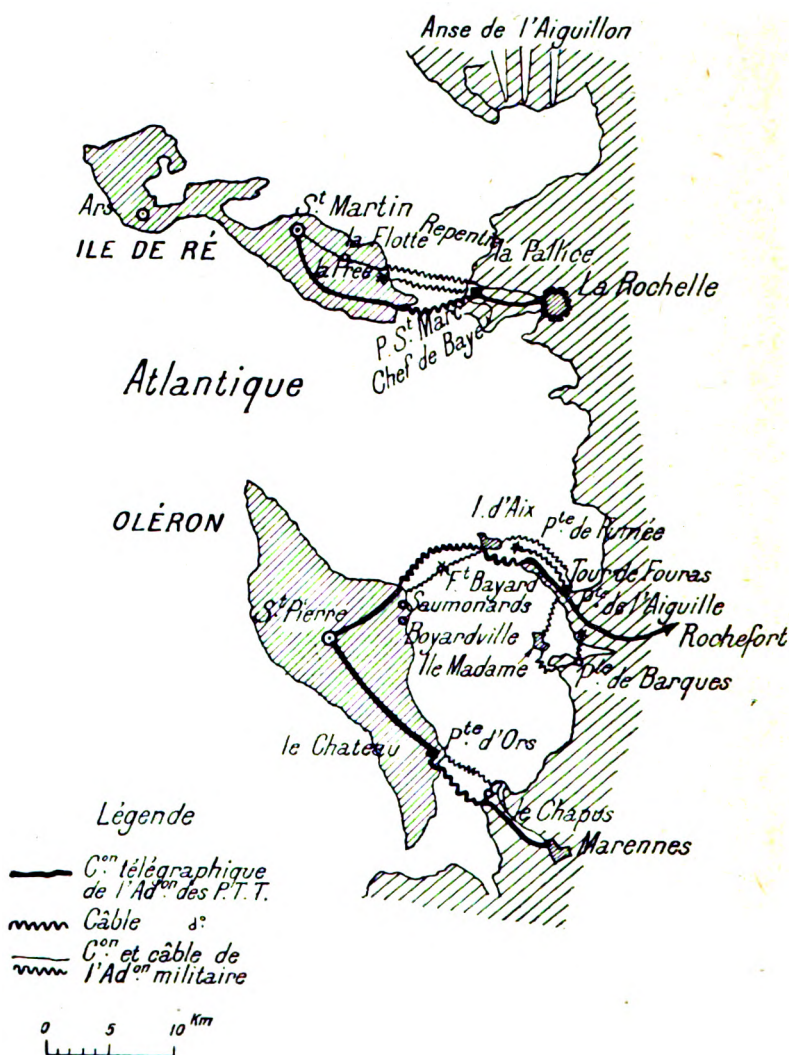 Anse de l'Aiguillon
Ars
St. Martin
ILE DE RÉ
la Flotte
Repentie
la Prée
la Pallice
La Rochelle
P. St. Marc
Chef de Baye
Atlantique
OLÉRON
I. d'Aix
Pte de Fumée
Ft. Bayard
Tour de Fouras
Saumonards
Pte de l'Aiguille
St. Pierre
Boyardville
Rochefort
Ile Madame
Pte de Barques
le Chateau
Pte d'Ors
le Chapus
Marennes
Légende
Con. télégraphique
de l'Adon des P.T.T.
Câble do
Con et câble de
l'Adon militaire
0 5 10 Km